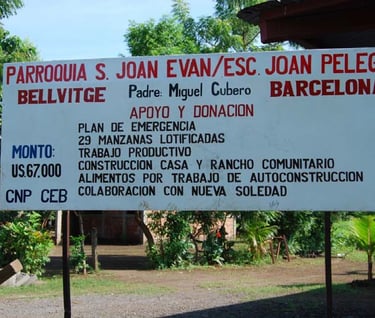 PARROQUIA S. JOAN EVAN/ESC. JOAN PELEG
BELLVITGE Padre: Miguel Cubero BARCELONA
APOYO Y DONACION
PLAN DE EMERGENCIA
29 MANZANAS LOTIFICADAS
MONTO: TRABAJO PRODUCTIVO
U$.67,000 CONSTRUCCION CASA Y RANCHO COMUNITARIO
ALIMENTOS POR TRABAJO DE AUTOCONSTRUCCION
CNP CEB COLABORACION CON NUEVA SOLEDAD